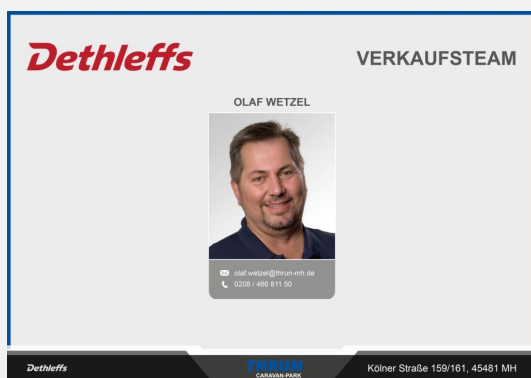 Dethleffs
VERKAUFSTEAM
OLAF WETZEL
olaf.wetzel@thrun-mh.de
0208 / 466 811 50
Dethleffs
THRUN
CARAVAN-PARK
Kölner Straße 159/161, 45481 MH